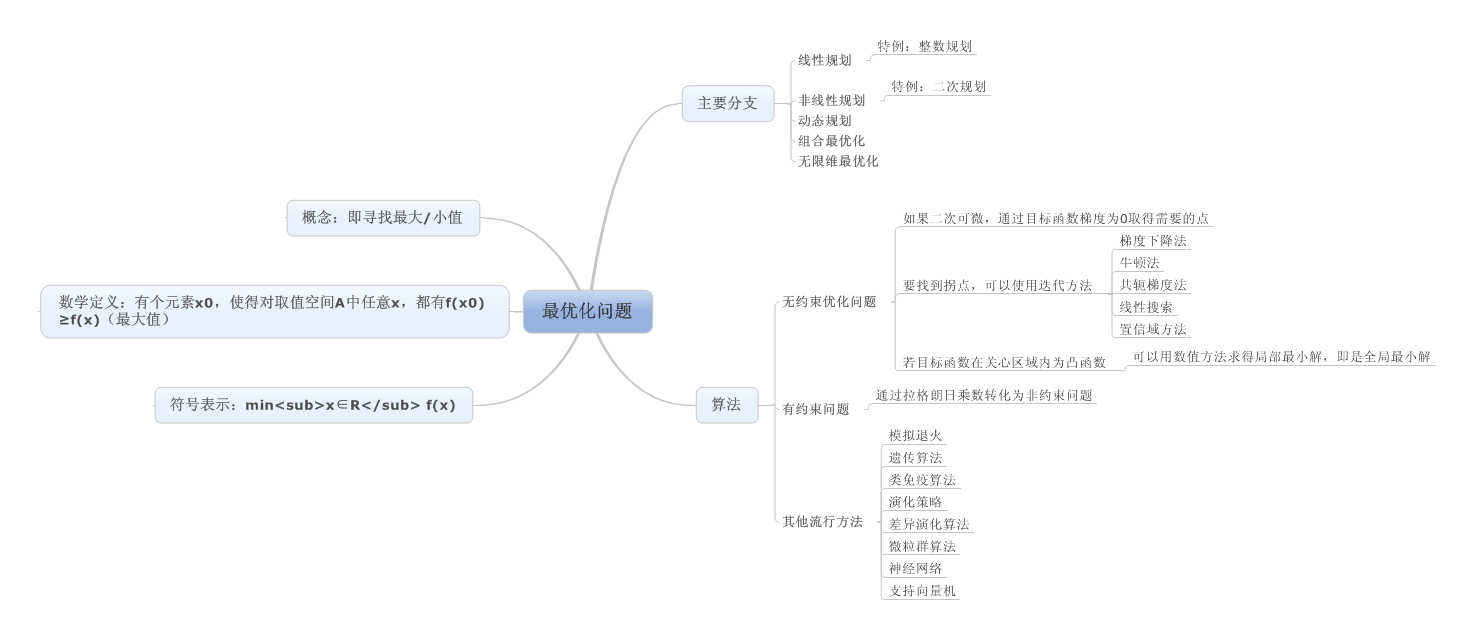 最优化问题
主要分支
线性规划
特例：整数规划
非线性规划
特例：二次规划
动态规划
组合最优化
无限维最优化
概念：即寻找最大/小值
数学定义：有个元素x0，使得对取值空间A中任意x，都有f(x0)
≥f(x)（最大值）
符号表示：min<sub>x∈R</sub> f(x)
算法
无约束优化问题
如果二次可微，通过目标函数梯度为0取得需要的点
要找到拐点，可以使用迭代方法
梯度下降法
牛顿法
共轭梯度法
线性搜索
置信域方法
若目标函数在关心区域内为凸函数
可以用数值方法求得局部最小解，即是全局最小解
有约束问题
通过拉格朗日乘数转化为非约束问题
其他流行方法
模拟退火
遗传算法
类免疫算法
演化策略
差异演化算法
微粒群算法
神经网络
支持向量机